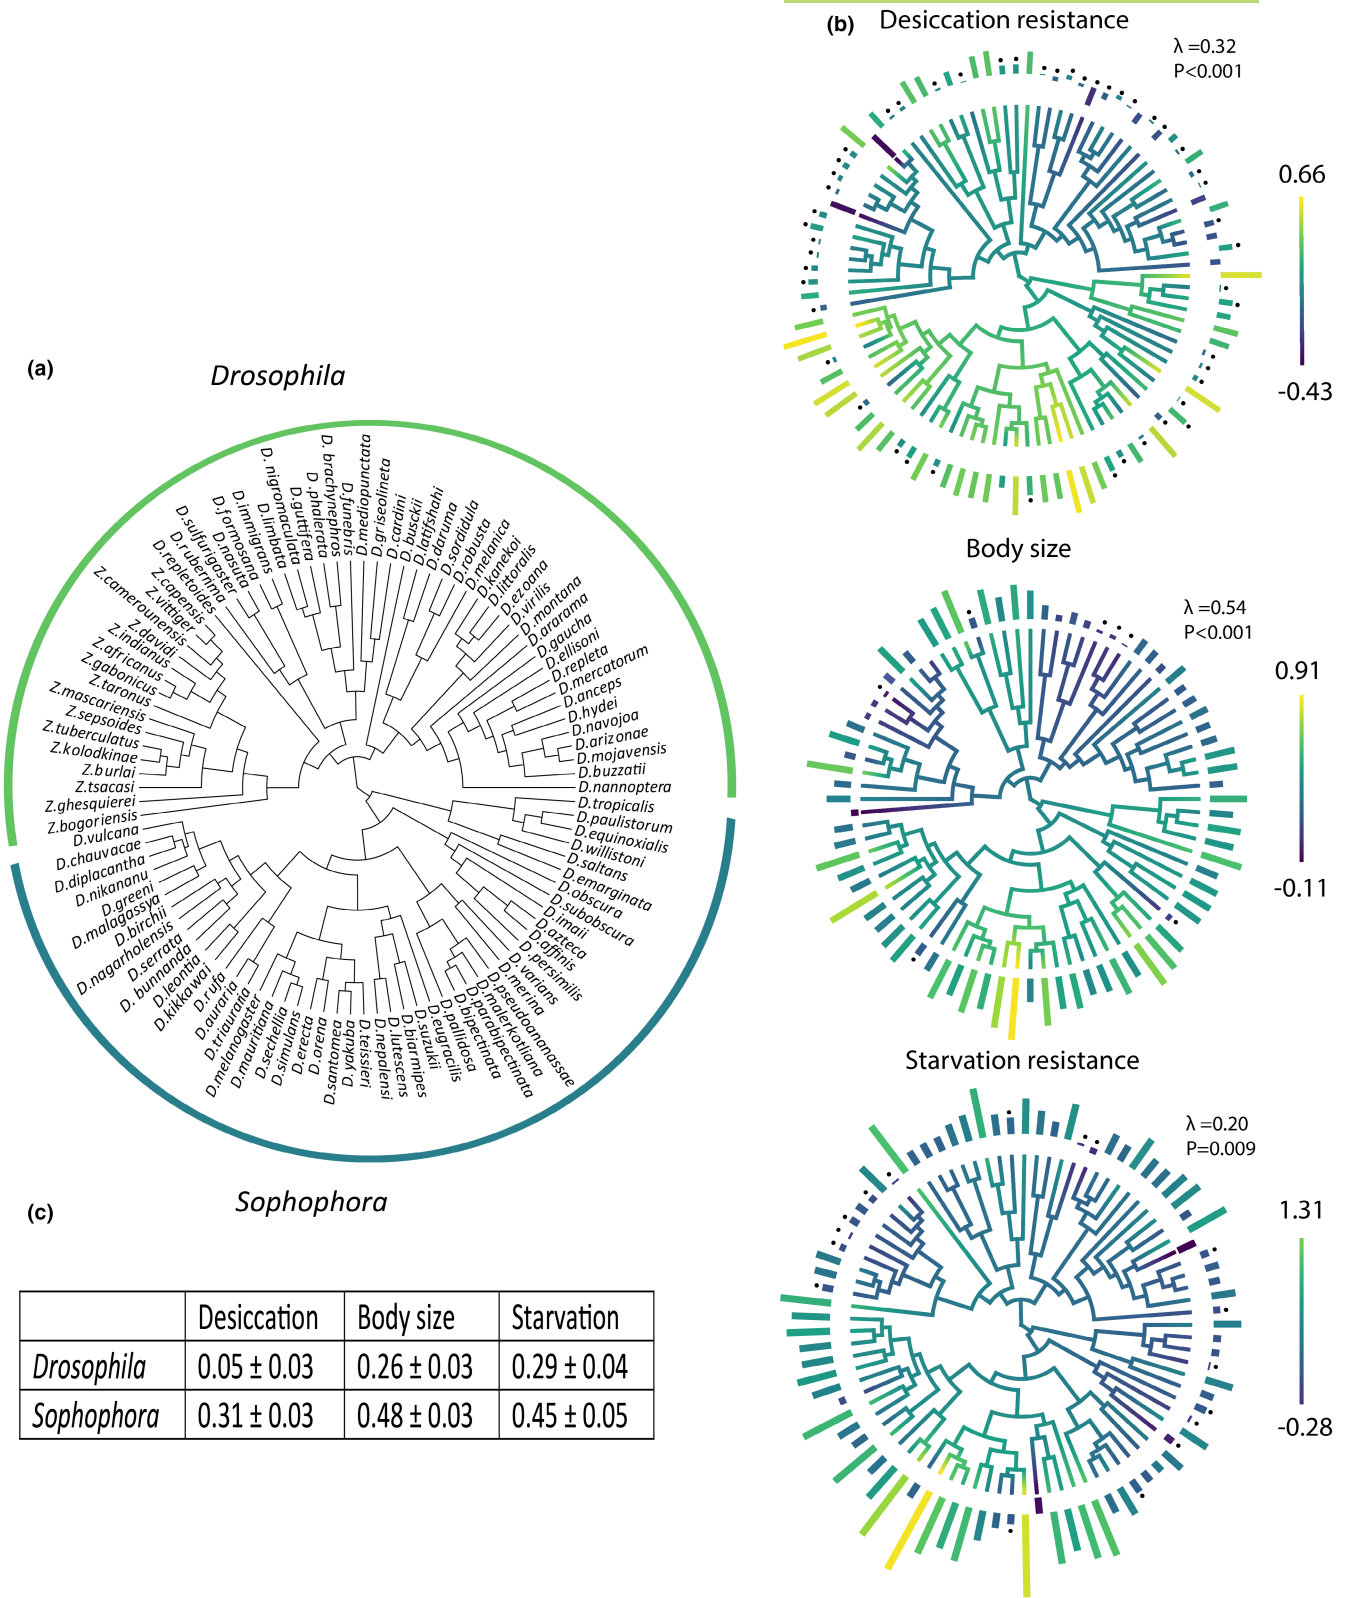 (b) Desiccation resistance
λ =0.32
P<0.001
0.66
-0.43
(a)
Drosophila
D.vulcana
D.chauvacae
D.diplacantha
D.nikananu
D.greeni
D.malagassya
D.birchii
D.nagarholensis
D.serrata
D. bunnanda
D.leontia
D.kikkawai
D.rufa
D.auraria
D.triaurana
D.melanogaster
D.mauritiana
D.sechellia
D.simulans
D.erecta
D.orena
D.santomea
D.yakuba
D.teissieri
D.nepalensi
D.lutescens
D.biarmipes
D.suzukii
D.eugracilis
D.pallidosa
D.bipectinata
D.parabipectinata
D.malerkotliana
D.pseudoananassae
D.merina
D.varians
D.persimilis
D.affinis
D.azteca
D.imaii
D.subobscura
D.obscura
D.emarginata
D.saltans
D.willistoni
D.equinoxialis
D.paulistorum
D.tropicalis
D.nannoptera
D.buzzatii
D.mojavensis
D.arizonae
D.navojoa
D.hydei
D.anceps
D.mercatorum
D.repleta
D.ellisoni
D.gaucha
D.ararama
D.montana
D.virilis
D.ezoana
D.littoralis
D.kanekoi
D.melanica
D.robusta
D.sordidula
D.daruma
D.latifshahi
D. busckii
D.cardini
D.griseolineta
D.mediopunctata
D.funebris
D. brachynephros
D .phalerata
D.guttifera
D. nigromaculata
D.limbata
D.immigrans
D.formosana
D.nasuta
D.sulfurigaster
D.ruberrima
D.repletoides
Z.capensis
Z.vittiger
Z.camerounensis
Z.davidi
Z.indianus
Z.africanus
Z.gabonicus
Z.taronus
Z.mascariensis
Z.sepsoides
Z.tuberculatus
Z.kolodkinae
Z.burlai
Z.tsacasi
Z.ghesquierei
Z.bogoriensis
Sophophora
Body size
λ =0.54
P<0.001
0.91
-0.11
Starvation resistance
λ =0.20
P=0.009
1.31
-0.28
(c)
Desiccation Body size Starvation
Drosophila 0.05 ± 0.03 0.26 ± 0.03 0.29 ± 0.04
Sophophora 0.31 ± 0.03 0.48 ± 0.03 0.45 ± 0.05